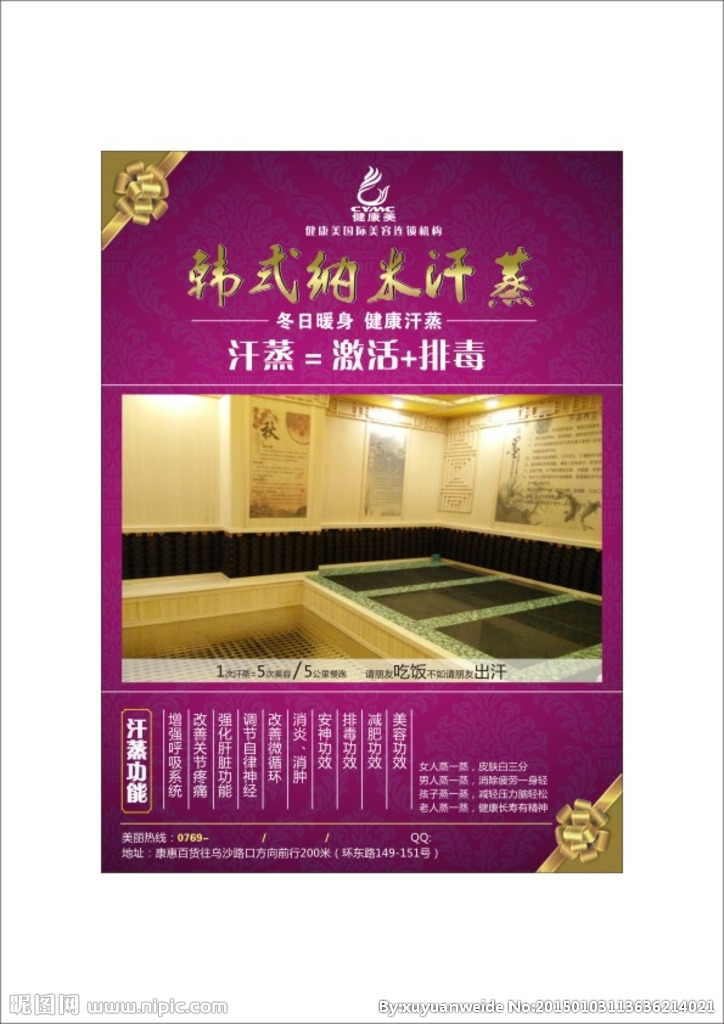 CYMC
健康美
健康美国际美容连锁机构
韩式纳米汗蒸
冬日暖身 健康汗蒸
汗蒸=激活+排毒
秋
1次汗蒸=5次美容/5公里慢跑 请朋友吃饭不如请朋友出汗
汗蒸功能
增强呼吸系统
改善关节疼痛
强化肝脏功能
调节自律神经
改善微循环
消炎、消肿
安神功效
排毒功效
减肥功效
美容功效
女人蒸一蒸，皮肤白三分
男人蒸一蒸，消除疲劳一身轻
孩子蒸一蒸，减轻压力脑轻松
老人蒸一蒸，健康长寿有精神
美丽热线：0769- / / QQ:
地址：康惠百货往乌沙路口方向前行200米（环东路149-151号）
昵图网 www.nipic.com
By:xuyuanweide No:20150103113636214021